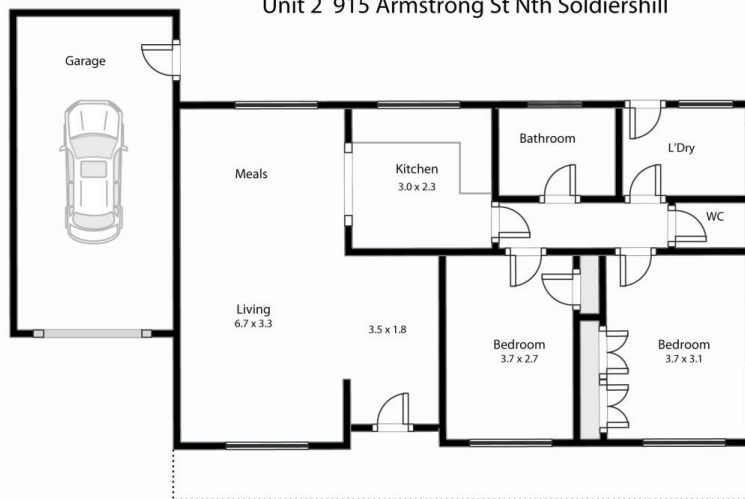 Unit 2 915 Armstrong St Nth Soldiershill
Garage
Meals
Kitchen
3.0 x 2.3
Bathroom
L'Dry
WC
Living
6.7 x 3.3
3.5 x 1.8
Bedroom
3.7 x 2.7
Bedroom
3.7 x 3.1